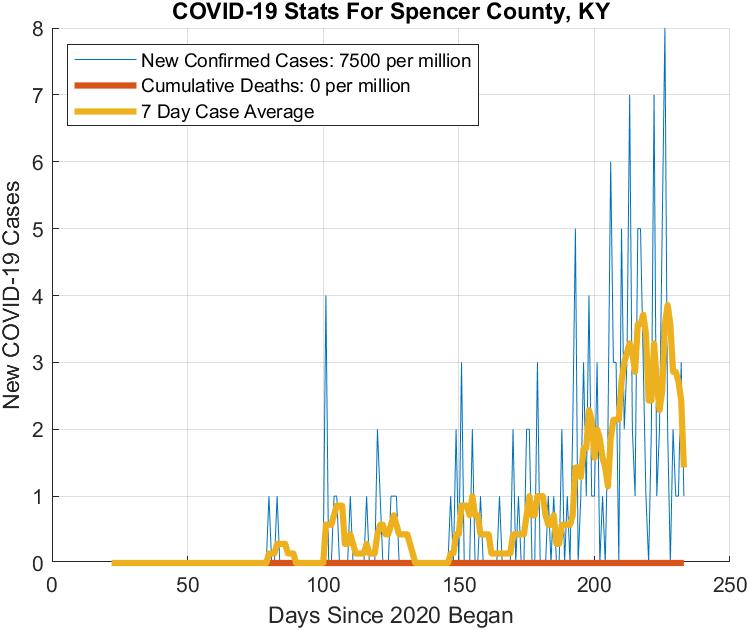 COVID-19 Stats For Spencer County, KY
New Confirmed Cases: 7500 per million
Cumulative Deaths: 0 per million
7 Day Case Average
New COVID-19 Cases
8
7
6
5
4
3
2
1
0
0 50 100 150 200 250
Days Since 2020 Began